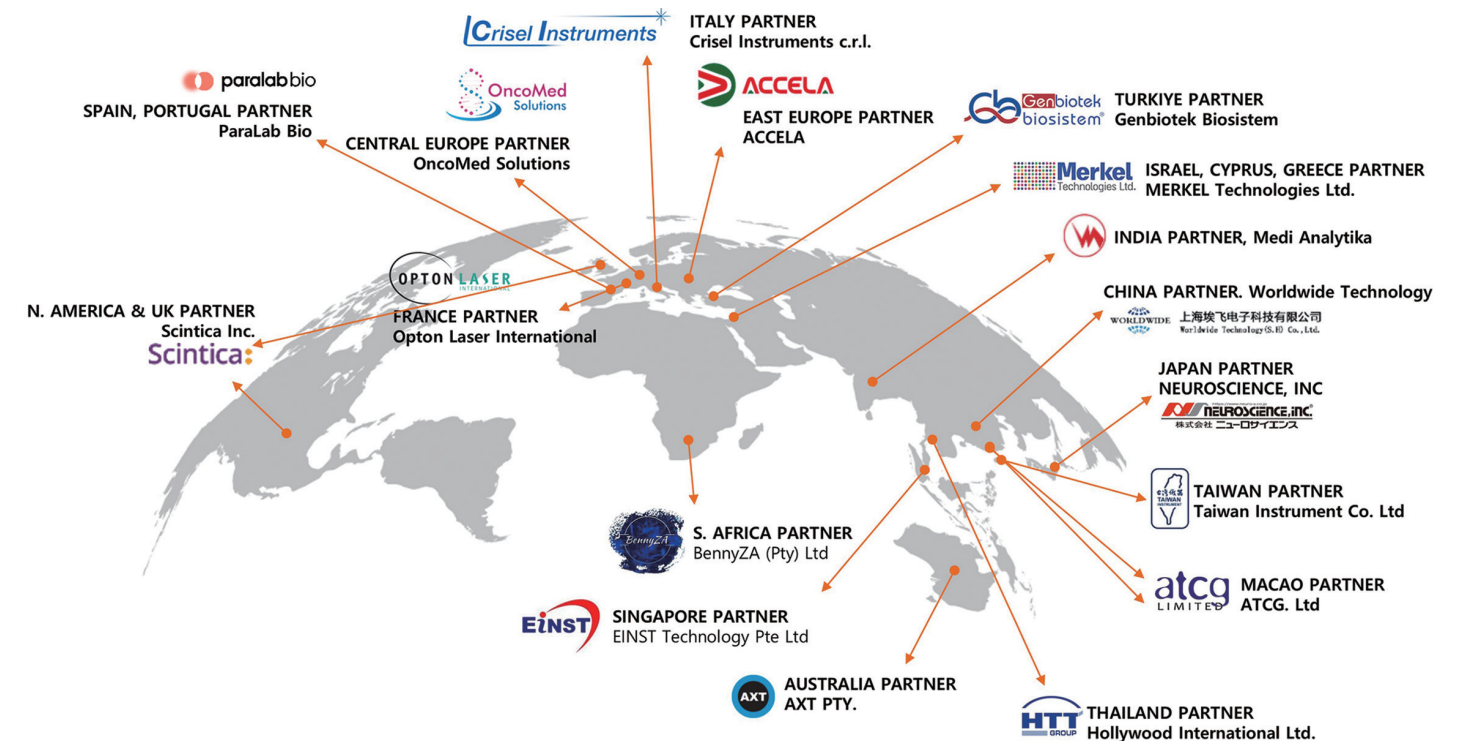 Crisel Instruments
ITALY PARTNER
Crisel Instruments c.r.l.
paralab bio
SPAIN, PORTUGAL PARTNER
ParaLab Bio
OncoMed
Solutions
CENTRAL EUROPE PARTNER
OncoMed Solutions
ACCELA
EAST EUROPE PARTNER
ACCELA
Genbiotek
biosistem®
TURKIYE PARTNER
Genbiotek Biosistem
Merkel
Technologies Ltd.
ISRAEL, CYPRUS, GREECE PARTNER
MERKEL Technologies Ltd.
INDIA PARTNER, Medi Analytika
OPTON LASER
INTERNATIONAL
FRANCE PARTNER
Opton Laser International
N. AMERICA & UK PARTNER
Scintica Inc.
Scintica:
CHINA PARTNER. Worldwide Technology
WORLDWIDE
上海埃飞电子科技有限公司
Worldwide Technology(S.H) Co.,Ltd.
JAPAN PARTNER
NEUROSCIENCE, INC
NEUROSCIENCE,INC.
株式会社 ニューロサイエンス
TAIWAN
INSTRUMENT
TAIWAN PARTNER
Taiwan Instrument Co. Ltd
BennyZA
S. AFRICA PARTNER
BennyZA (Pty) Ltd
atcg
LIMITED
MACAO PARTNER
ATCG. Ltd
EINST
SINGAPORE PARTNER
EINST Technology Pte Ltd
AXT
AUSTRALIA PARTNER
AXT PTY.
HTT
GROUP
THAILAND PARTNER
Hollywood International Ltd.